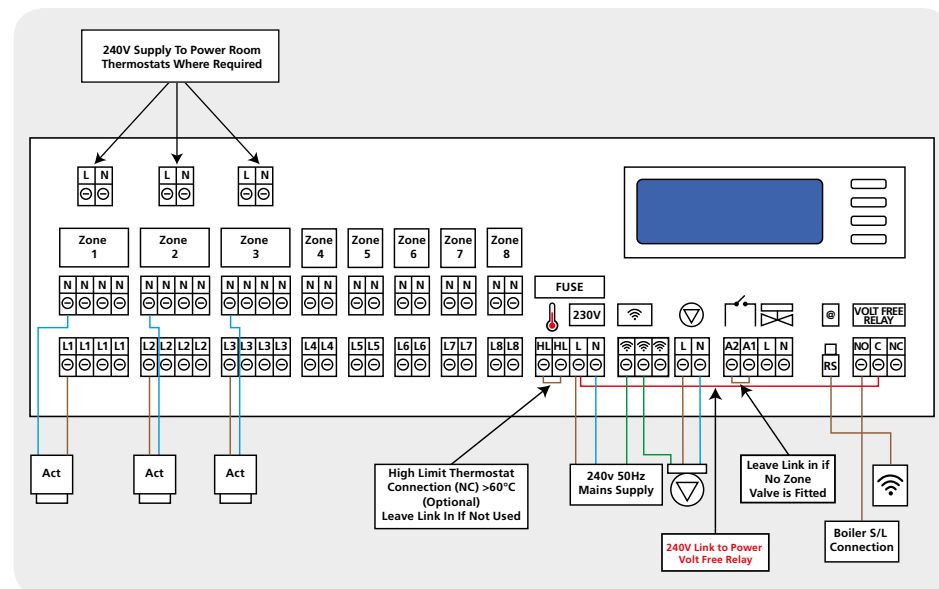 240V Supply To Power Room
Thermostats Where Required
L N L N L N
Zone
1
Zone
2
Zone
3
Zone
4
Zone
5
Zone
6
Zone
7
Zone
8
N N N N N N N N N N N N N N N N N N N N N N
FUSE
230V
@
VOLT FREE
RELAY
L1 L1 L1 L1 L2 L2 L2 L2 L3 L3 L3 L3 L4 L4 L5 L5 L6 L6 L7 L7 L8 L8 HL HL L N L N A2 A1 L N RS NO C NC
Act
Act
Act
High Limit Thermostat
Connection (NC) >60°C
(Optional)
Leave Link In If Not Used
240v 50Hz
Mains Supply
Leave Link in if
No Zone
Valve is Fitted
240V Link to Power
Volt Free Relay
Boiler S/L
Connection